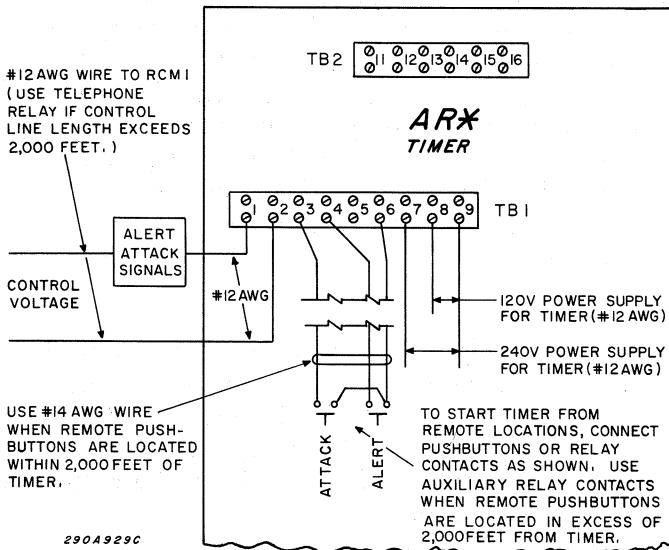 #12 AWG WIRE TO RCM1
(USE TELEPHONE
RELAY IF CONTROL
LINE LENGTH EXCEEDS
2,000 FEET.)
TB2
11 12 13 14 15 16
AR*
TIMER
1 2 3 4 5 6 7 8 9
TB1
ALERT
ATTACK
SIGNALS
CONTROL
VOLTAGE
#12 AWG
120V POWER SUPPLY
FOR TIMER (#12 AWG)
240V POWER SUPPLY
FOR TIMER (#12 AWG)
USE #14 AWG WIRE
WHEN REMOTE PUSH-
BUTTONS ARE LOCATED
WITHIN 2,000 FEET OF
TIMER.
ATTACK
ALERT
TO START TIMER FROM
REMOTE LOCATIONS, CONNECT
PUSHBUTTONS OR RELAY
CONTACTS AS SHOWN. USE
AUXILIARY RELAY CONTACTS
WHEN REMOTE PUSHBUTTONS
ARE LOCATED IN EXCESS OF
2,000 FEET FROM TIMER.
290A929C